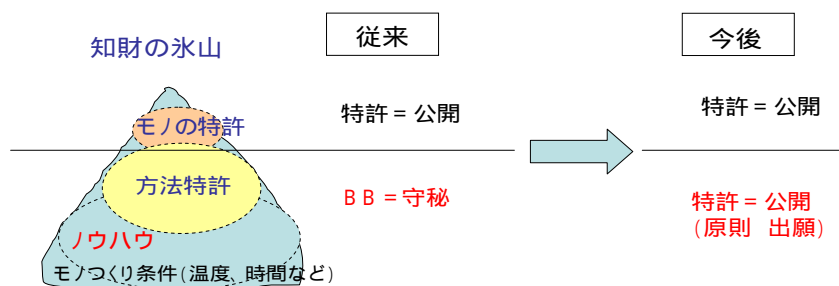 知財の氷山
従来
今後
モノの特許
特許＝公開
特許＝公開
方法特許
ＢＢ＝守秘
特許＝公開
(原則 出願)
ノウハウ
モノつくり条件(温度、時間など)